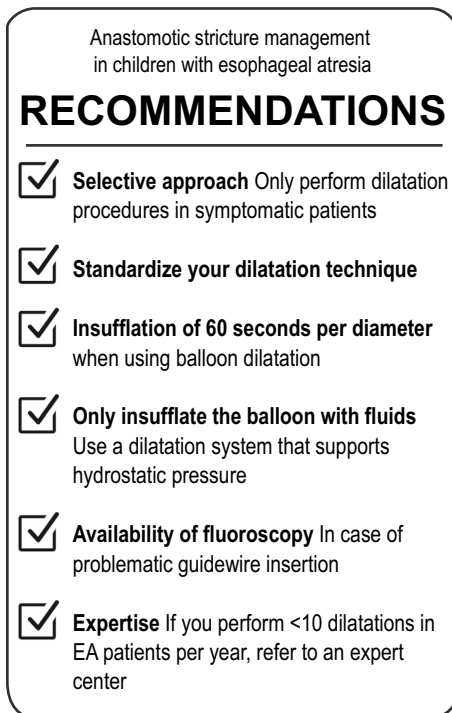 Anastomotic stricture management
in children with esophageal atresia
RECOMMENDATIONS
Selective approach Only perform dilatation
procedures in symptomatic patients
Standardize your dilatation technique
Insufflation of 60 seconds per diameter
when using balloon dilatation
Only insufflate the balloon with fluids
Use a dilatation system that supports
hydrostatic pressure
Availability of fluoroscopy In case of
problematic guidewire insertion
Expertise If you perform <10 dilatations in
EA patients per year, refer to an expert
center